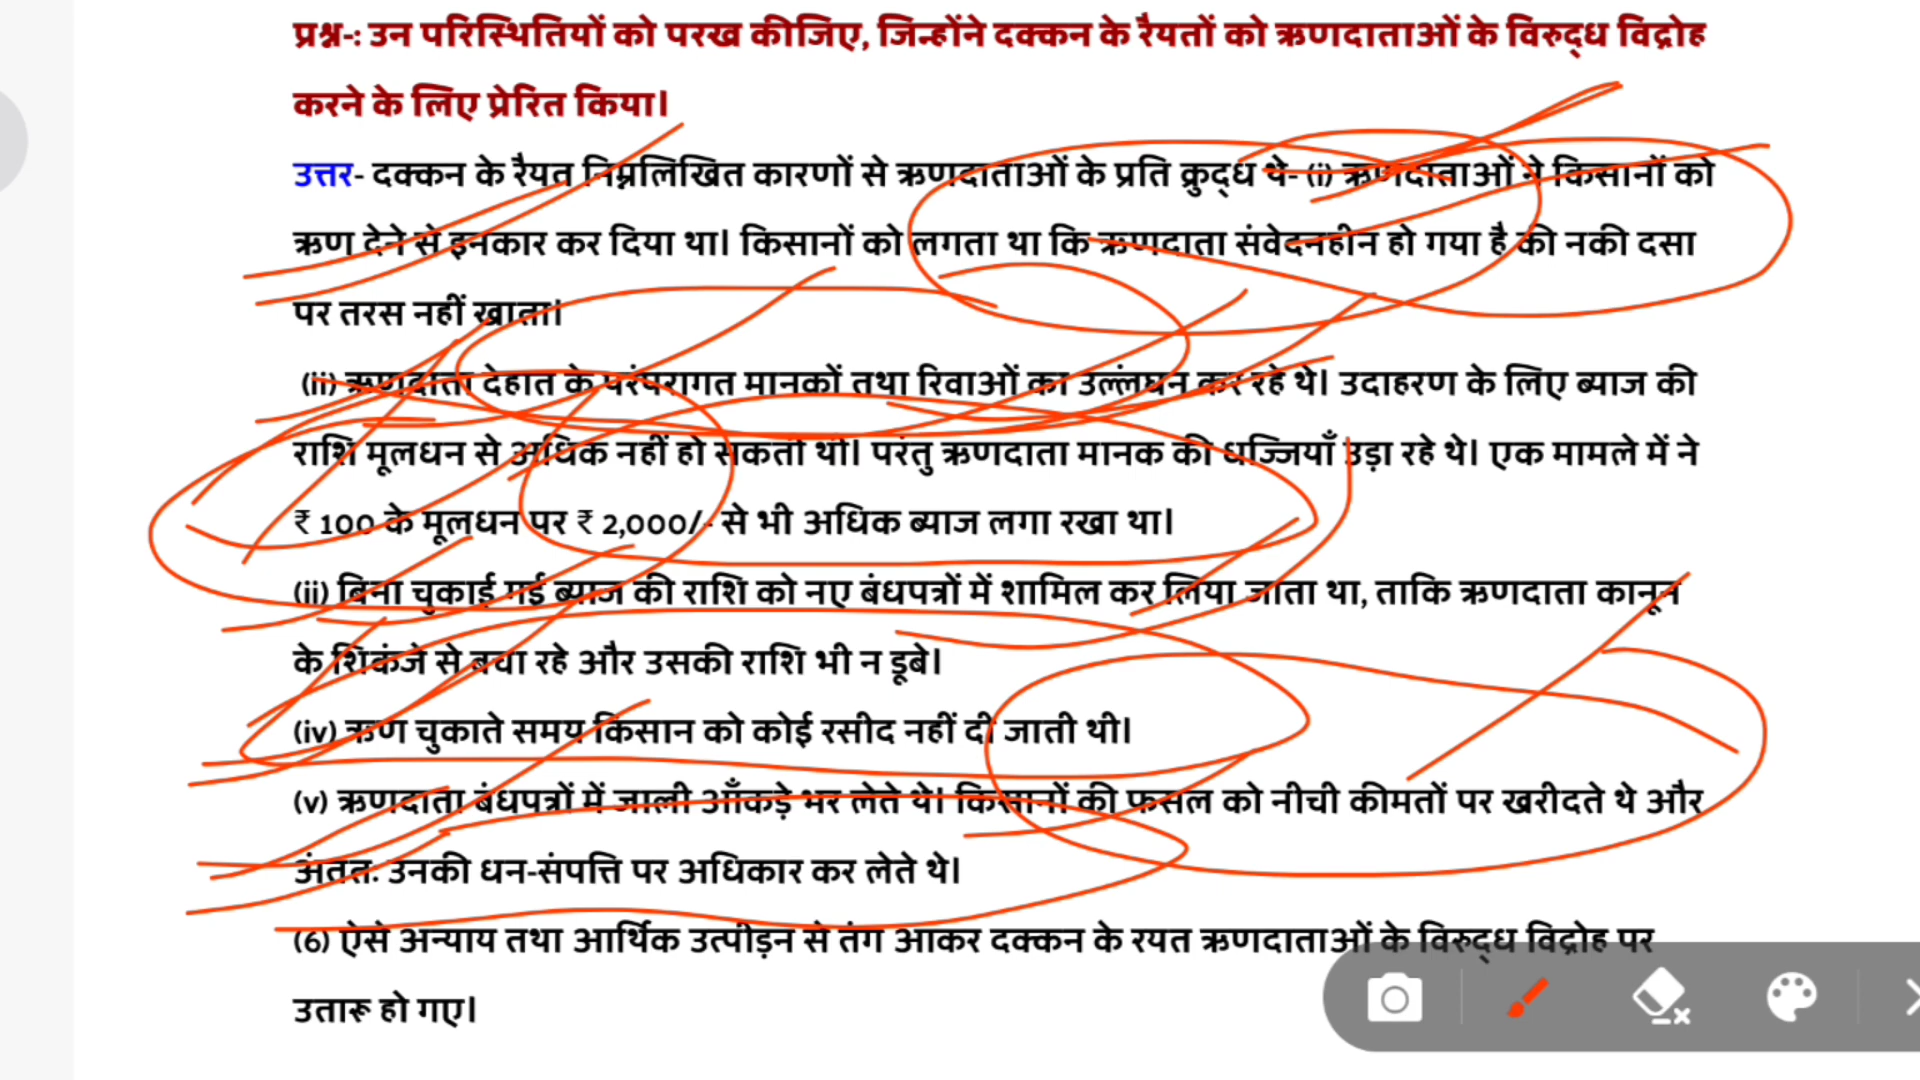 प्रश्न-: उन परिस्थितियों को परख कीजिए, जिन्होंने दक्कन के रैयतों को ऋणदाताओं के विरुद्ध विद्रोह
करने के लिए प्रेरित किया।
उत्तर- दक्कन के रैयत निम्नलिखित कारणों से ऋणदाताओं के प्रति क्रुद्ध थे- (i) ऋणदाताओं ने किसानों को
ऋण देने से इनकार कर दिया था। किसानों को लगता था कि ऋणदाता संवेदनहीन हो गया है की नकी दसा
पर तरस नहीं खाता।
(ii) ऋणदाता देहात के परंपरागत मानकों तथा रिवाओं का उल्लंघन कर रहे थे। उदाहरण के लिए ब्याज की
राशि मूलधन से अधिक नहीं हो सकती थी। परंतु ऋणदाता मानक की धज्जियाँ उड़ा रहे थे। एक मामले में ने
₹ 100 के मूलधन पर ₹ 2,000/- से भी अधिक ब्याज लगा रखा था।
(ii) बिना चुकाई गई ब्याज की राशि को नए बंधपत्रों में शामिल कर लिया जाता था, ताकि ऋणदाता कानून
के शिकंजे से बचा रहे और उसकी राशि भी न डूबे।
(iv) ऋण चुकाते समय किसान को कोई रसीद नहीं दी जाती थी।
(v) ऋणदाता बंधपत्रों में जाली आँकड़े भर लेते थे। किसानों की फसल को नीची कीमतों पर खरीदते थे और
अंतत: उनकी धन-संपत्ति पर अधिकार कर लेते थे।
(6) ऐसे अन्याय तथा आर्थिक उत्पीड़न से तंग आकर दक्कन के रयत ऋणदाताओं के विरुद्ध विद्रोह पर
उतारू हो गए।